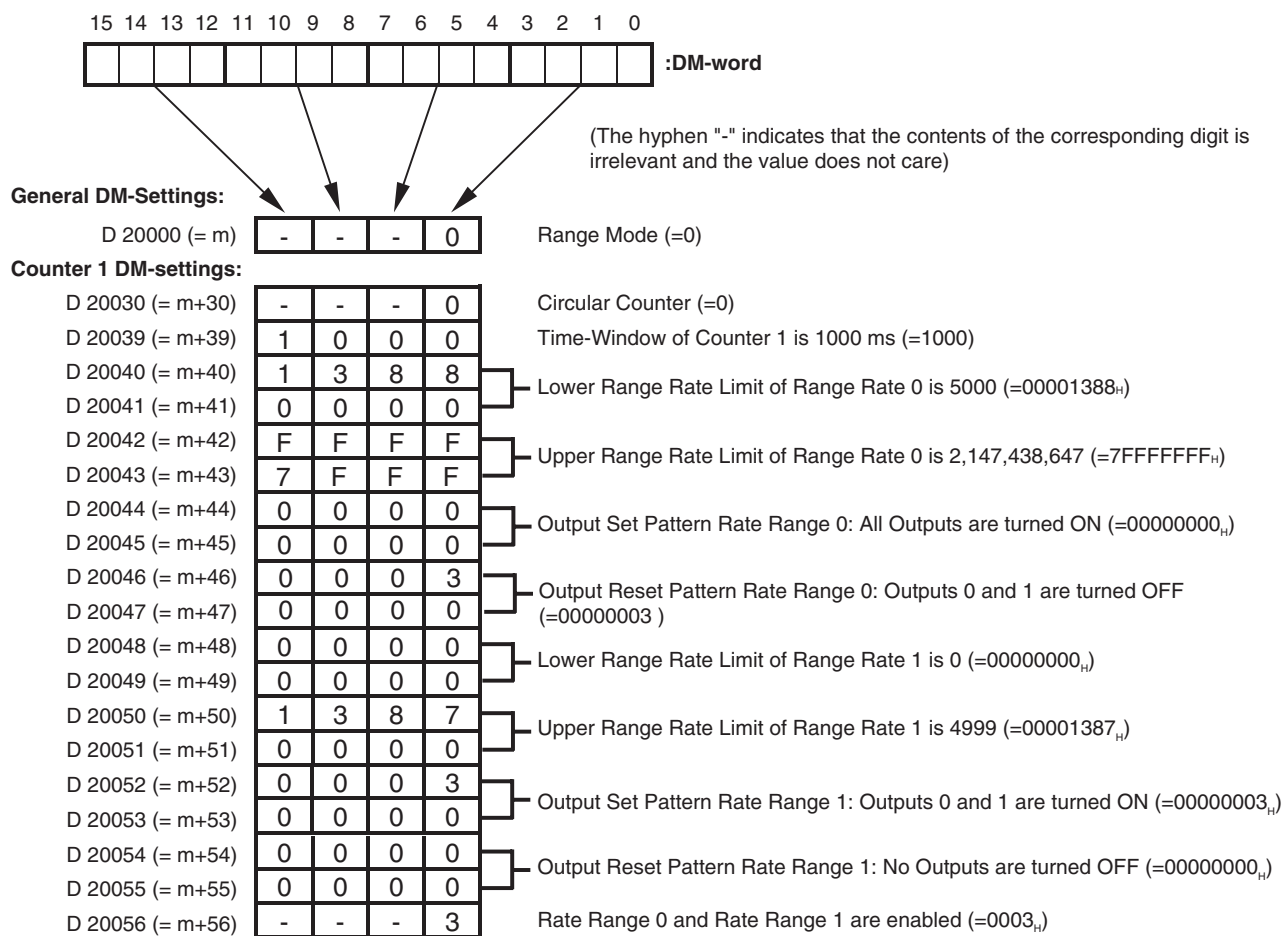 15 14 13 12 11 10 9 8 7 6 5 4 3 2 1 0
:DM-word
(The hyphen "-" indicates that the contents of the corresponding digit is
irrelevant and the value does not care)
General DM-Settings:
D 20000 (= m) - - - 0 Range Mode (=0)
Counter 1 DM-settings:
D 20030 (= m+30) - - - 0 Circular Counter (=0)
D 20039 (= m+39) 1 0 0 0 Time-Window of Counter 1 is 1000 ms (=1000)
D 20040 (= m+40) 1 3 8 8
Lower Range Rate Limit of Range Rate 0 is 5000 (=00001388H)
D 20041 (= m+41) 0 0 0 0
D 20042 (= m+42) F F F F
Upper Range Rate Limit of Range Rate 0 is 2,147,438,647 (=7FFFFFFFH)
D 20043 (= m+43) 7 F F F
D 20044 (= m+44) 0 0 0 0
Output Set Pattern Rate Range 0: All Outputs are turned ON (=00000000H)
D 20045 (= m+45) 0 0 0 0
D 20046 (= m+46) 0 0 0 3
Output Reset Pattern Rate Range 0: Outputs 0 and 1 are turned OFF
(=00000003 )
D 20047 (= m+47) 0 0 0 0
D 20048 (= m+48) 0 0 0 0
Lower Range Rate Limit of Range Rate 1 is 0 (=00000000H)
D 20049 (= m+49) 0 0 0 0
D 20050 (= m+50) 1 3 8 7
Upper Range Rate Limit of Range Rate 1 is 4999 (=00001387H)
D 20051 (= m+51) 0 0 0 0
D 20052 (= m+52) 0 0 0 3
Output Set Pattern Rate Range 1: Outputs 0 and 1 are turned ON (=00000003H)
D 20053 (= m+53) 0 0 0 0
D 20054 (= m+54) 0 0 0 0
Output Reset Pattern Rate Range 1: No Outputs are turned OFF (=00000000H)
D 20055 (= m+55) 0 0 0 0
D 20056 (= m+56) - - - 3 Rate Range 0 and Rate Range 1 are enabled (=0003H)